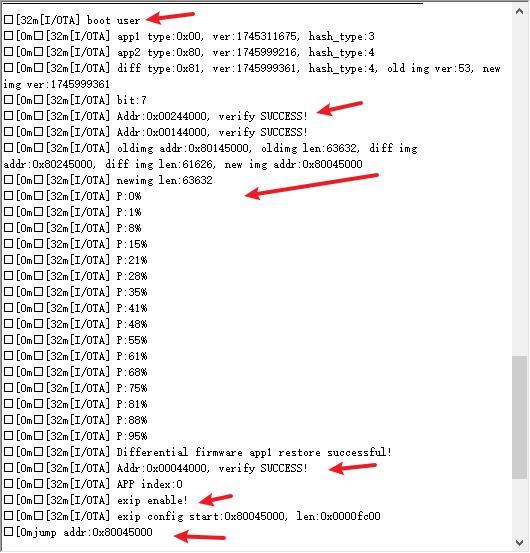 □[32m[I/OTA] boot user
□[0m□[32m[I/OTA] app1 type:0x00, ver:1745311675, hash_type:3
□[0m□[32m[I/OTA] app2 type:0x80, ver:1745999216, hash_type:4
□[0m□[32m[I/OTA] diff type:0x81, ver:1745999361, hash_type:4, old img ver:53, new
img ver:1745999361
□[0m□[32m[I/OTA] bit:7
□[0m□[32m[I/OTA] Addr:0x00244000, verify SUCCESS!
□[0m□[32m[I/OTA] Addr:0x00144000, verify SUCCESS!
□[0m□[32m[I/OTA] oldimg addr:0x80145000, oldimg len:63632, diff img
addr:0x80245000, diff img len:61626, new img addr:0x80045000
□[0m□[32m[I/OTA] newimg len:63632
□[0m□[32m[I/OTA] P:0%
□[0m□[32m[I/OTA] P:1%
□[0m□[32m[I/OTA] P:8%
□[0m□[32m[I/OTA] P:15%
□[0m□[32m[I/OTA] P:21%
□[0m□[32m[I/OTA] P:28%
□[0m□[32m[I/OTA] P:35%
□[0m□[32m[I/OTA] P:41%
□[0m□[32m[I/OTA] P:48%
□[0m□[32m[I/OTA] P:55%
□[0m□[32m[I/OTA] P:61%
□[0m□[32m[I/OTA] P:68%
□[0m□[32m[I/OTA] P:75%
□[0m□[32m[I/OTA] P:81%
□[0m□[32m[I/OTA] P:88%
□[0m□[32m[I/OTA] P:95%
□[0m□[32m[I/OTA] Differential firmware app1 restore successful!
□[0m□[32m[I/OTA] Addr:0x00044000, verify SUCCESS!
□[0m□[32m[I/OTA] APP index:0
□[0m□[32m[I/OTA] exip enable!
□[0m□[32m[I/OTA] exip config start:0x80045000, len:0x0000fc00
□[0mjump addr:0x80045000